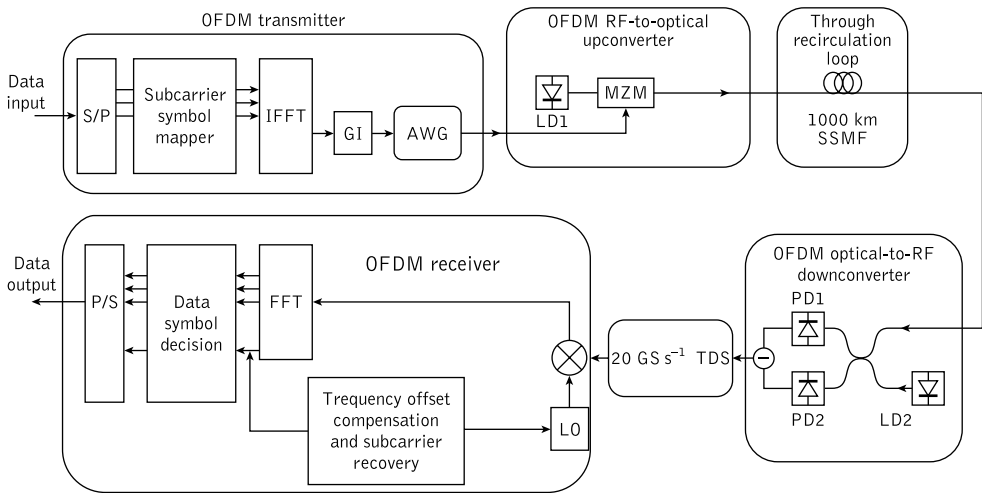 OFDM transmitter
Data
input
S/P
Subcarrier
symbol
mapper
IFFT
GI
AWG
OFDM RF-to-optical
upconverter
LD1
MZM
Through
recirculation
loop
1000 km
SSMF
OFDM optical-to-RF
downconverter
PD1
PD2
LD2
−
20 GS s⁻¹ TDS
OFDM receiver
LO
Trequency offset
compensation
and subcarrier
recovery
FFT
Data
symbol
decision
P/S
Data
output